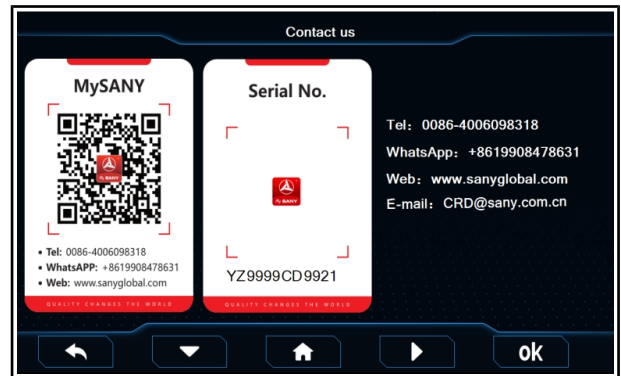 Contact us
MySANY
MY SANY
• Tel: 0086-4006098318
• WhatsAPP: +8619908478631
• Web: www.sanyglobal.com
QUALITY CHANGES THE WORLD
Serial No.
MY SANY
YZ9999CD9921
QUALITY CHANGES THE WORLD
Tel：0086-4006098318
WhatsApp：+8619908478631
Web：www.sanyglobal.com
E-mail：CRD@sany.com.cn
ok